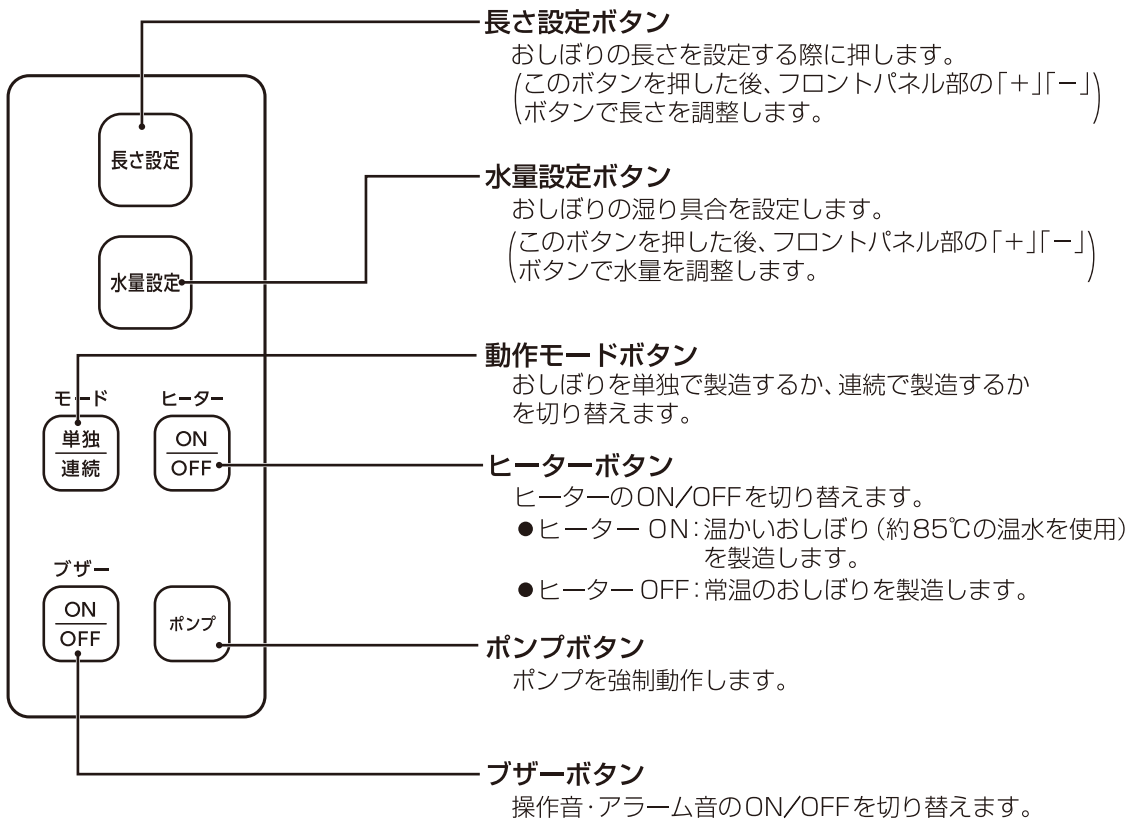 長さ設定ボタン
おしぼりの長さを設定する際に押します。
(このボタンを押した後、フロントパネル部の「+」「-」
ボタンで長さを調整します。)
長さ設定
水量設定ボタン
おしぼりの湿り具合を設定します。
(このボタンを押した後、フロントパネル部の「+」「-」
ボタンで水量を調整します。)
水量設定
動作モードボタン
おしぼりを単独で製造するか、連続で製造するか
を切り替えます。
モード
単独
連続
ヒーター
ON
OFF
ヒーターボタン
ヒーターのON/OFFを切り替えます。
●ヒーター ON:温かいおしぼり(約85℃の温水を使用)
を製造します。
●ヒーター OFF:常温のおしぼりを製造します。
ブザー
ON
OFF
ポンプ
ポンプボタン
ポンプを強制動作します。
ブザーボタン
操作音・アラーム音のON/OFFを切り替えます。